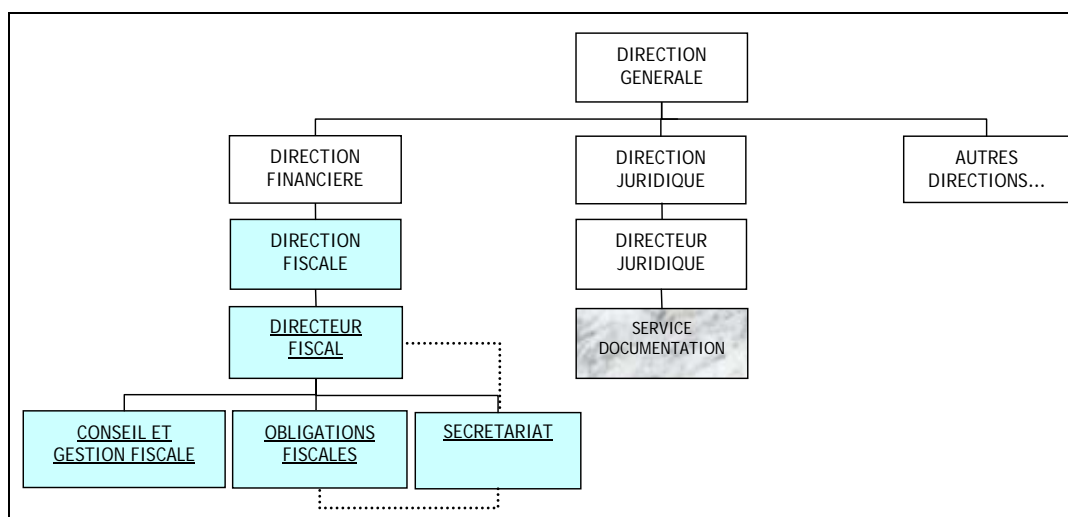 DIRECTION
GENERALE
DIRECTION
FINANCIERE
DIRECTION
JURIDIQUE
AUTRES
DIRECTIONS…
DIRECTION
FISCALE
DIRECTEUR
JURIDIQUE
DIRECTEUR
FISCAL
SERVICE
DOCUMENTATION
CONSEIL ET
GESTION FISCALE
OBLIGATIONS
FISCALES
SECRETARIAT